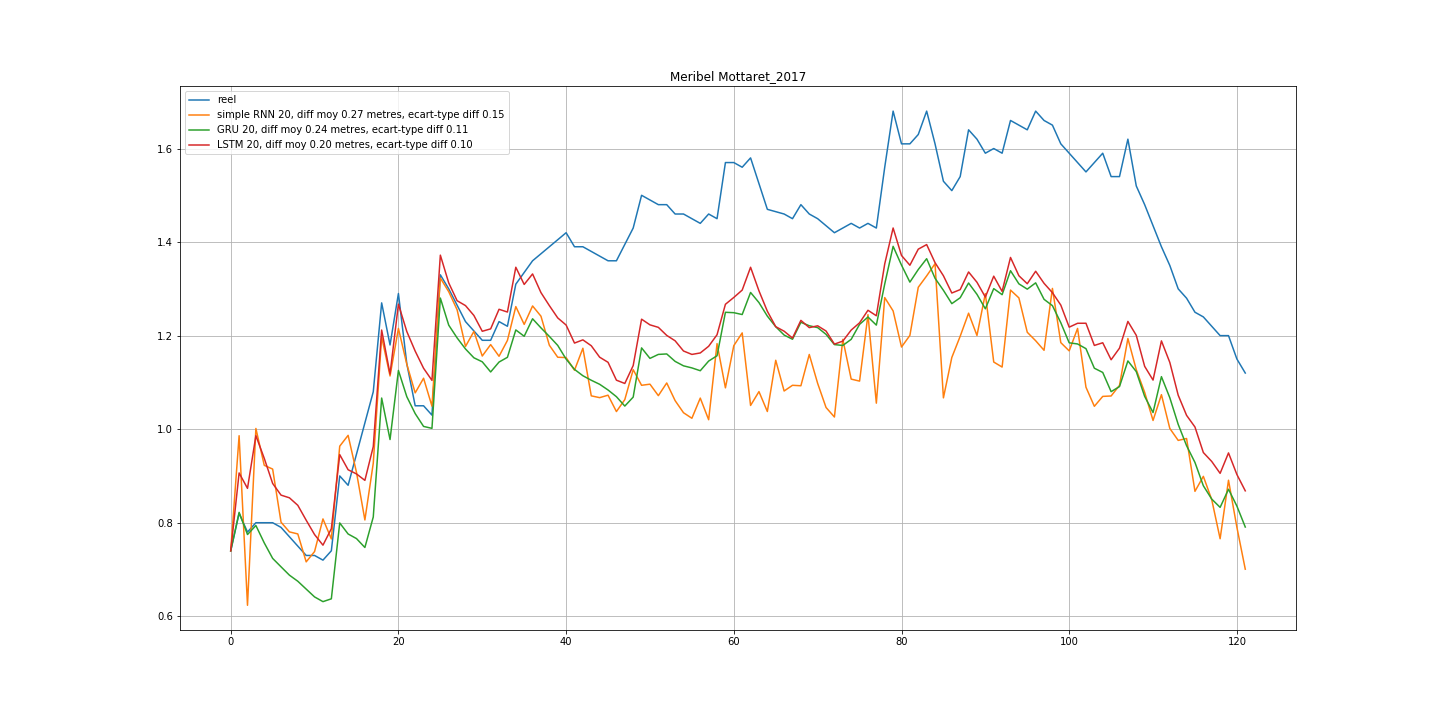 Meribel Mottaret_2017
reel
simple RNN 20, diff moy 0.27 metres, ecart-type diff 0.15
GRU 20, diff moy 0.24 metres, ecart-type diff 0.11
LSTM 20, diff moy 0.20 metres, ecart-type diff 0.10
1.6
1.4
1.2
1.0
0.8
0.6
0 20 40 60 80 100 120